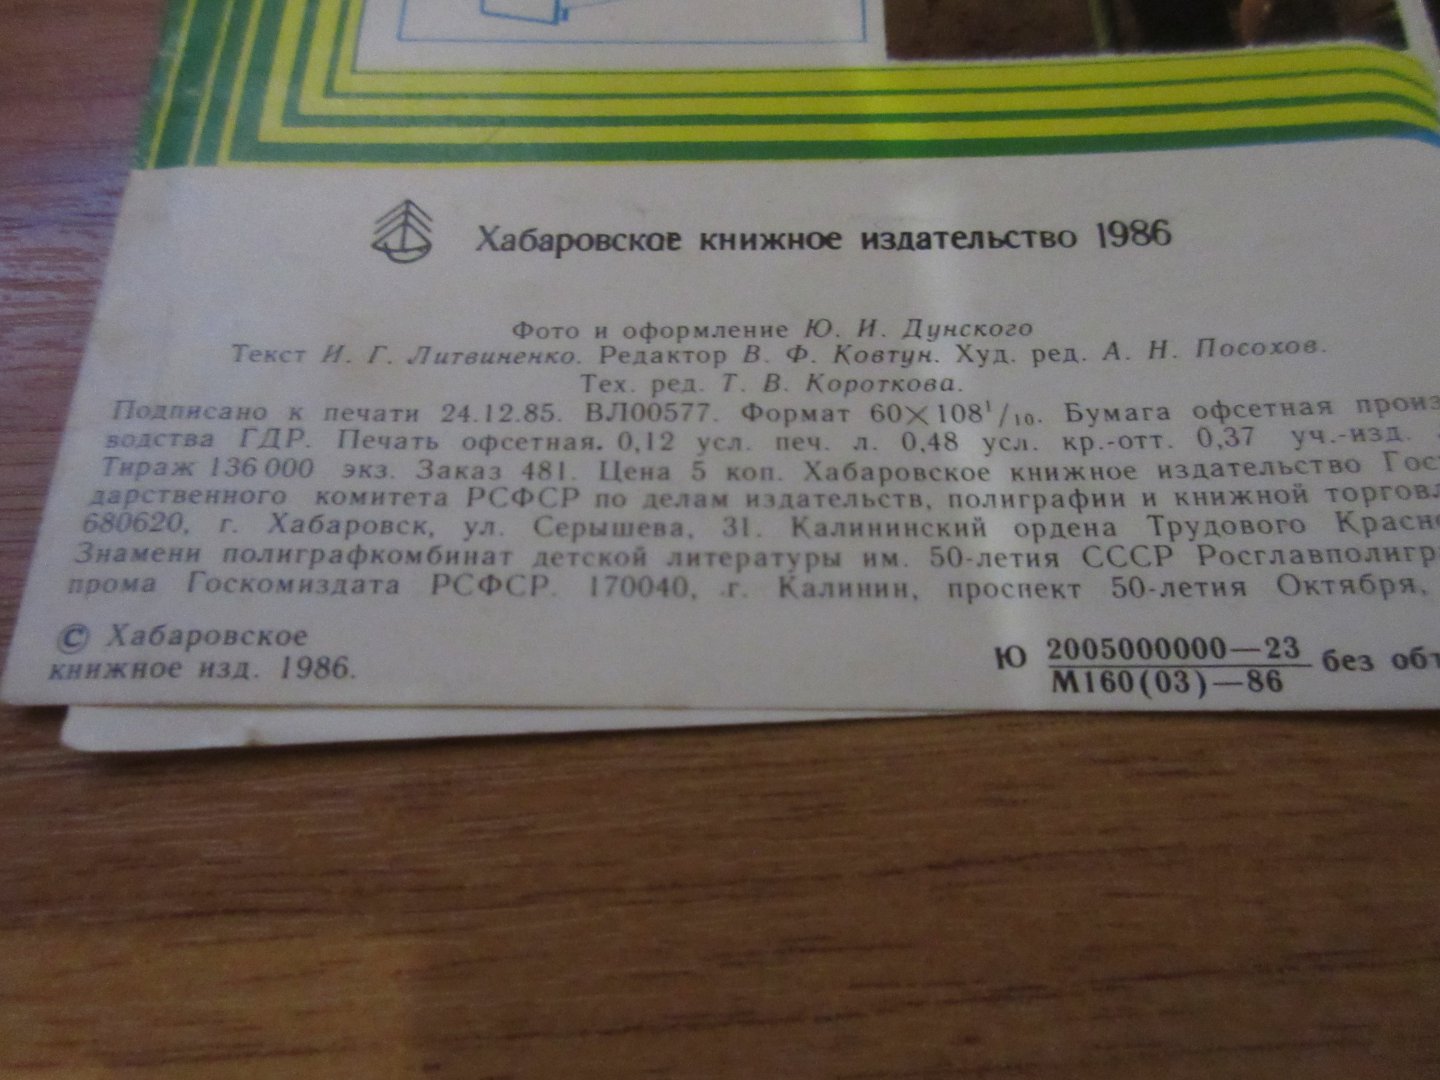 Хабаровское книжное издательство 1986
Фото и оформление Ю. И. Дунского
Текст И. Г. Литвиненко. Редактор В. Ф. Ковтун. Худ. ред. А. Н. Посохов.
Тех. ред. Т. В. Короткова.
Подписано к печати 24.12.85. ВЛ00577. Формат 60×108¹/₁₀. Бумага офсетная произ
водства ГДР. Печать офсетная. 0,12 усл. печ. л. 0,48 усл. кр.-отт. 0,37 уч.-изд.
Тираж 136 000 экз. Заказ 481. Цена 5 коп. Хабаровское книжное издательство Гос
дарственного комитета РСФСР по делам издательств, полиграфии и книжной торгов
680620, г. Хабаровск, ул. Серышева, 31. Калининский ордена Трудового Красн
Знамени полиграфкомбинат детской литературы им. 50-летия СССР Росглавполигр
прома Госкомиздата РСФСР. 170040, г. Калинин, проспект 50-летия Октября,
© Хабаровское
книжное изд. 1986.
Ю 2005000000—23
М160(03)—86 без об